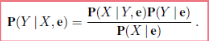 P(Y | X, e) = P(X | Y, e)P(Y | e) / P(X | e) .